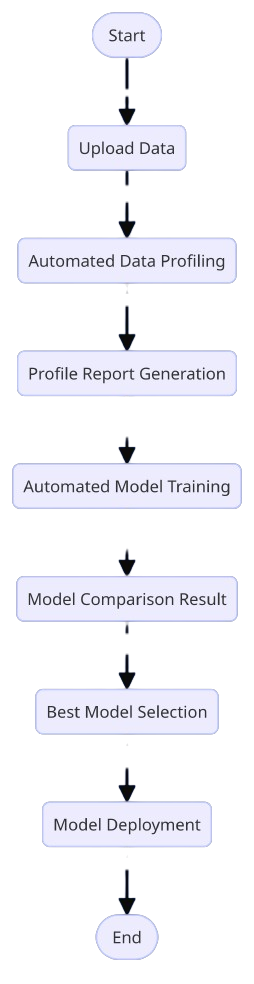 Start
Upload Data
Automated Data Profiling
Profile Report Generation
Automated Model Training
Model Comparison Result
Best Model Selection
Model Deployment
End